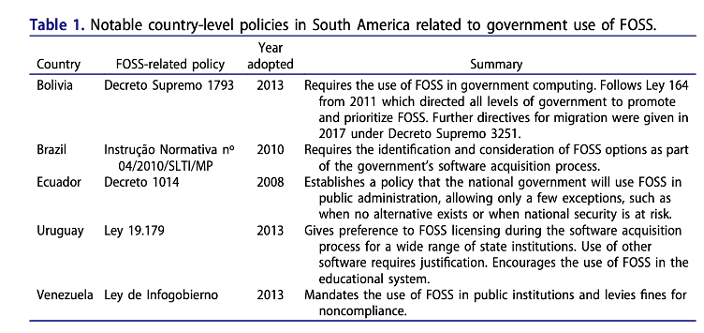 Table 1. Notable country-level policies in South America related to government use of FOSS.
Country FOSS-related policy Year adopted Summary
Bolivia Decreto Supremo 1793 2013 Requires the use of FOSS in government computing. Follows Ley 164
from 2011 which directed all levels of government to promote
and prioritize FOSS. Further directives for migration were given in
2017 under Decreto Supremo 3251.
Brazil Instrução Normativa nº 2010 Requires the identification and consideration of FOSS options as part
04/2010/SLTI/MP of the government's software acquisition process.
Ecuador Decreto 1014 2008 Establishes a policy that the national government will use FOSS in
public administration, allowing only a few exceptions, such as
when no alternative exists or when national security is at risk.
Uruguay Ley 19.179 2013 Gives preference to FOSS licensing during the software acquisition
process for a wide range of state institutions. Use of other
software requires justification. Encourages the use of FOSS in the
educational system.
Venezuela Ley de Infogobierno 2013 Mandates the use of FOSS in public institutions and levies fines for
noncompliance.